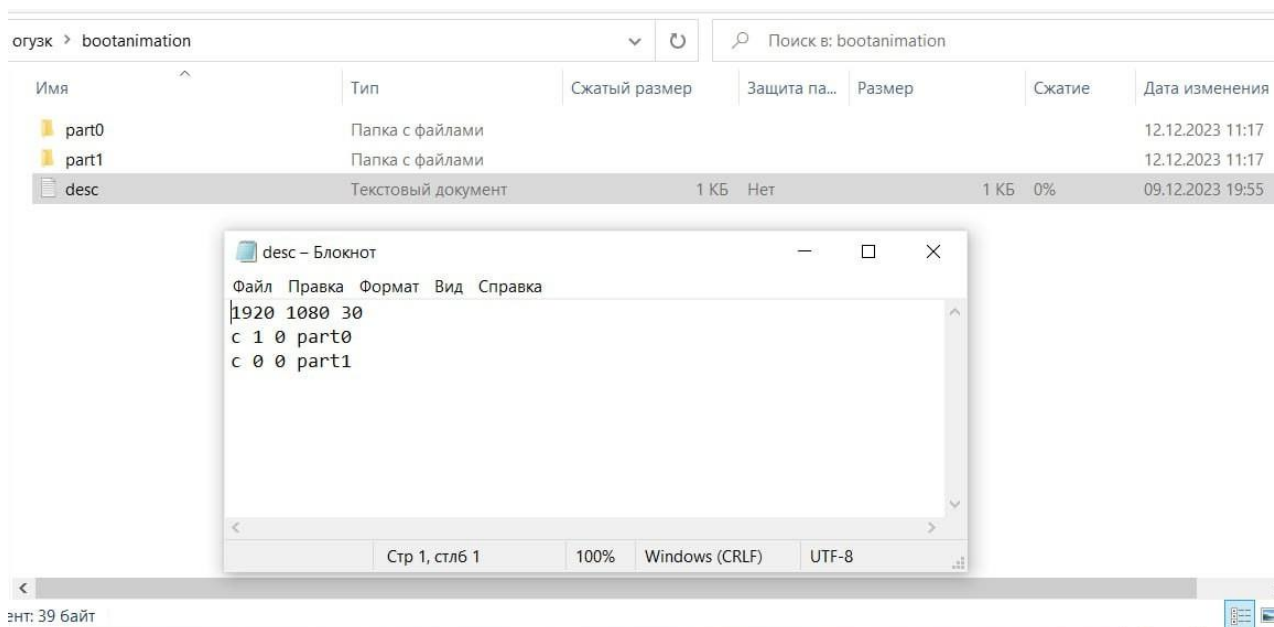 огузк > bootanimation
Поиск в: bootanimation
Имя Тип Сжатый размер Защита па... Размер Сжатие Дата изменения
part0 Папка с файлами 12.12.2023 11:17
part1 Папка с файлами 12.12.2023 11:17
desc Текстовый документ 1 КБ Нет 1 КБ 0% 09.12.2023 19:55
desc – Блокнот
Файл Правка Формат Вид Справка
1920 1080 30
c 1 0 part0
c 0 0 part1
Стр 1, стлб 1 100% Windows (CRLF) UTF-8
ент: 39 байт